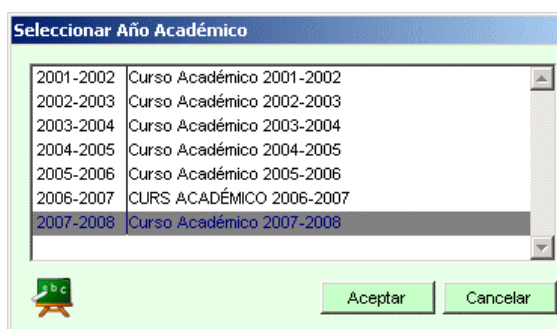 Seleccionar Año Académico
2001-2002 Curso Académico 2001-2002
2002-2003 Curso Académico 2002-2003
2003-2004 Curso Académico 2003-2004
2004-2005 Curso Académico 2004-2005
2005-2006 Curso Académico 2005-2006
2006-2007 CURS ACADÉMICO 2006-2007
2007-2008 Curso Académico 2007-2008
abc
Aceptar Cancelar